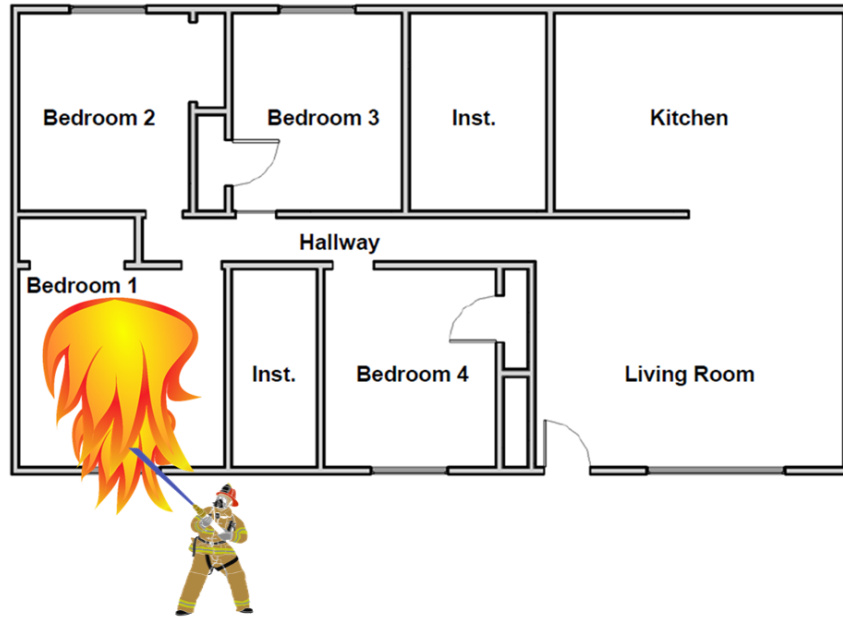 Bedroom 2
Bedroom 3
Inst.
Kitchen
Hallway
Bedroom 1
Inst.
Bedroom 4
Living Room